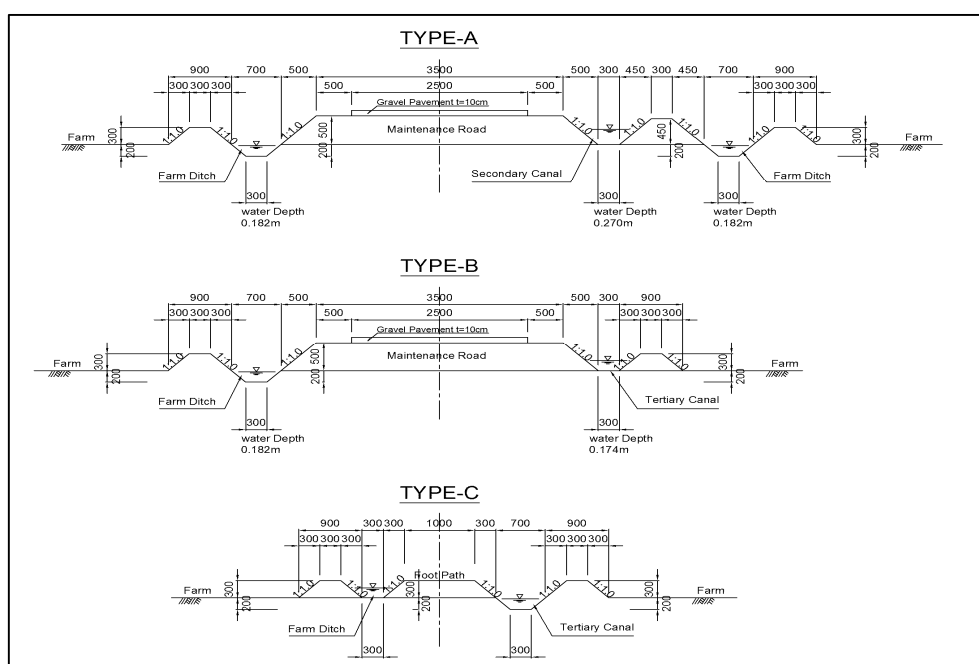 TYPE-A
900 700 500 3500 500 300 450 300 450 700 900
300 300 300 500 2500 500 300 300 300
Gravel Pavement t=10cm
Farm 300 200 1:1.0 1:1.0 1:1.0 500 200 Maintenance Road 1:1.0 1:1.0 450 200 1:1.0 1:1.0 1:1.0 Farm 300 200
Farm Ditch Secondary Canal Farm Ditch
300 300 300
water Depth water Depth water Depth
0.182m 0.270m 0.182m
TYPE-B
900 700 500 3500 500 300 900
300 300 300 500 2500 500 300 300 300
Gravel Pavement t=10cm
Farm 300 200 1:1.0 1:1.0 1:1.0 500 200 Maintenance Road 1:1.0 1:1.0 1:1.0 Farm 300 200
Farm Ditch Tertiary Canal
300 300
water Depth water Depth
0.182m 0.174m
TYPE-C
900 300 300 1000 300 700 900
300 300 300 300 300 300
Foot Path
Farm 300 200 1:1.0 1:1.0 1:1.0 300 200 1:1.0 1:1.0 1:1.0 Farm 300 200
Farm Ditch Tertiary Canal
300 300